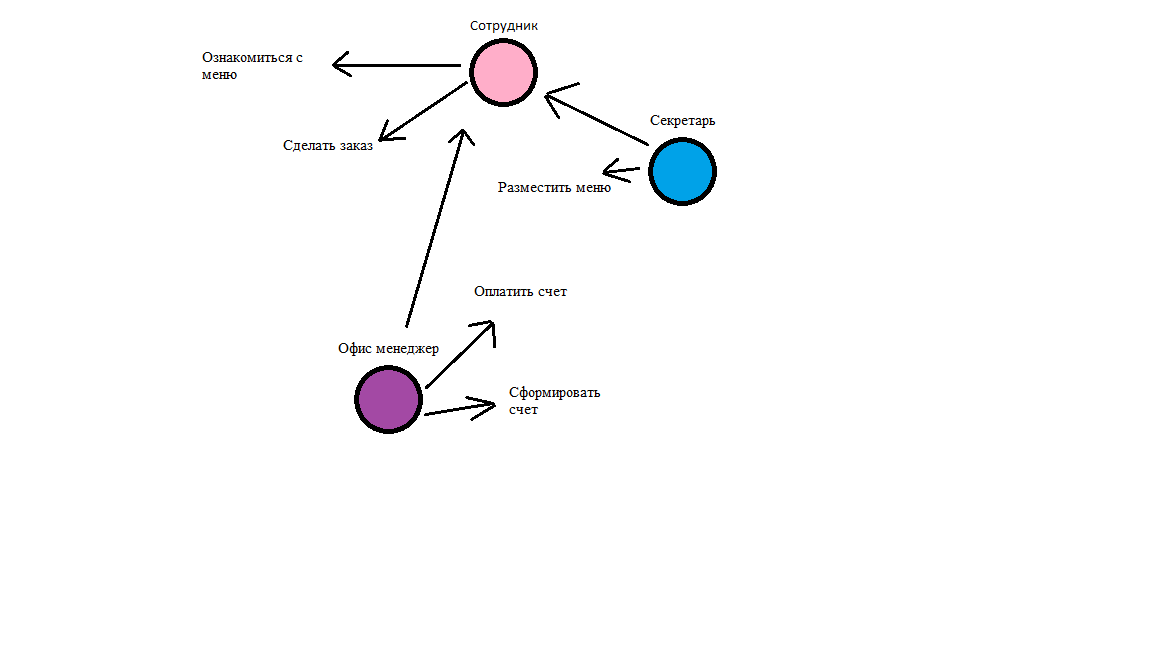 Сотрудник
Ознакомиться с
меню
Сделать заказ
Секретарь
Разместить меню
Оплатить счет
Офис менеджер
Сформировать
счет